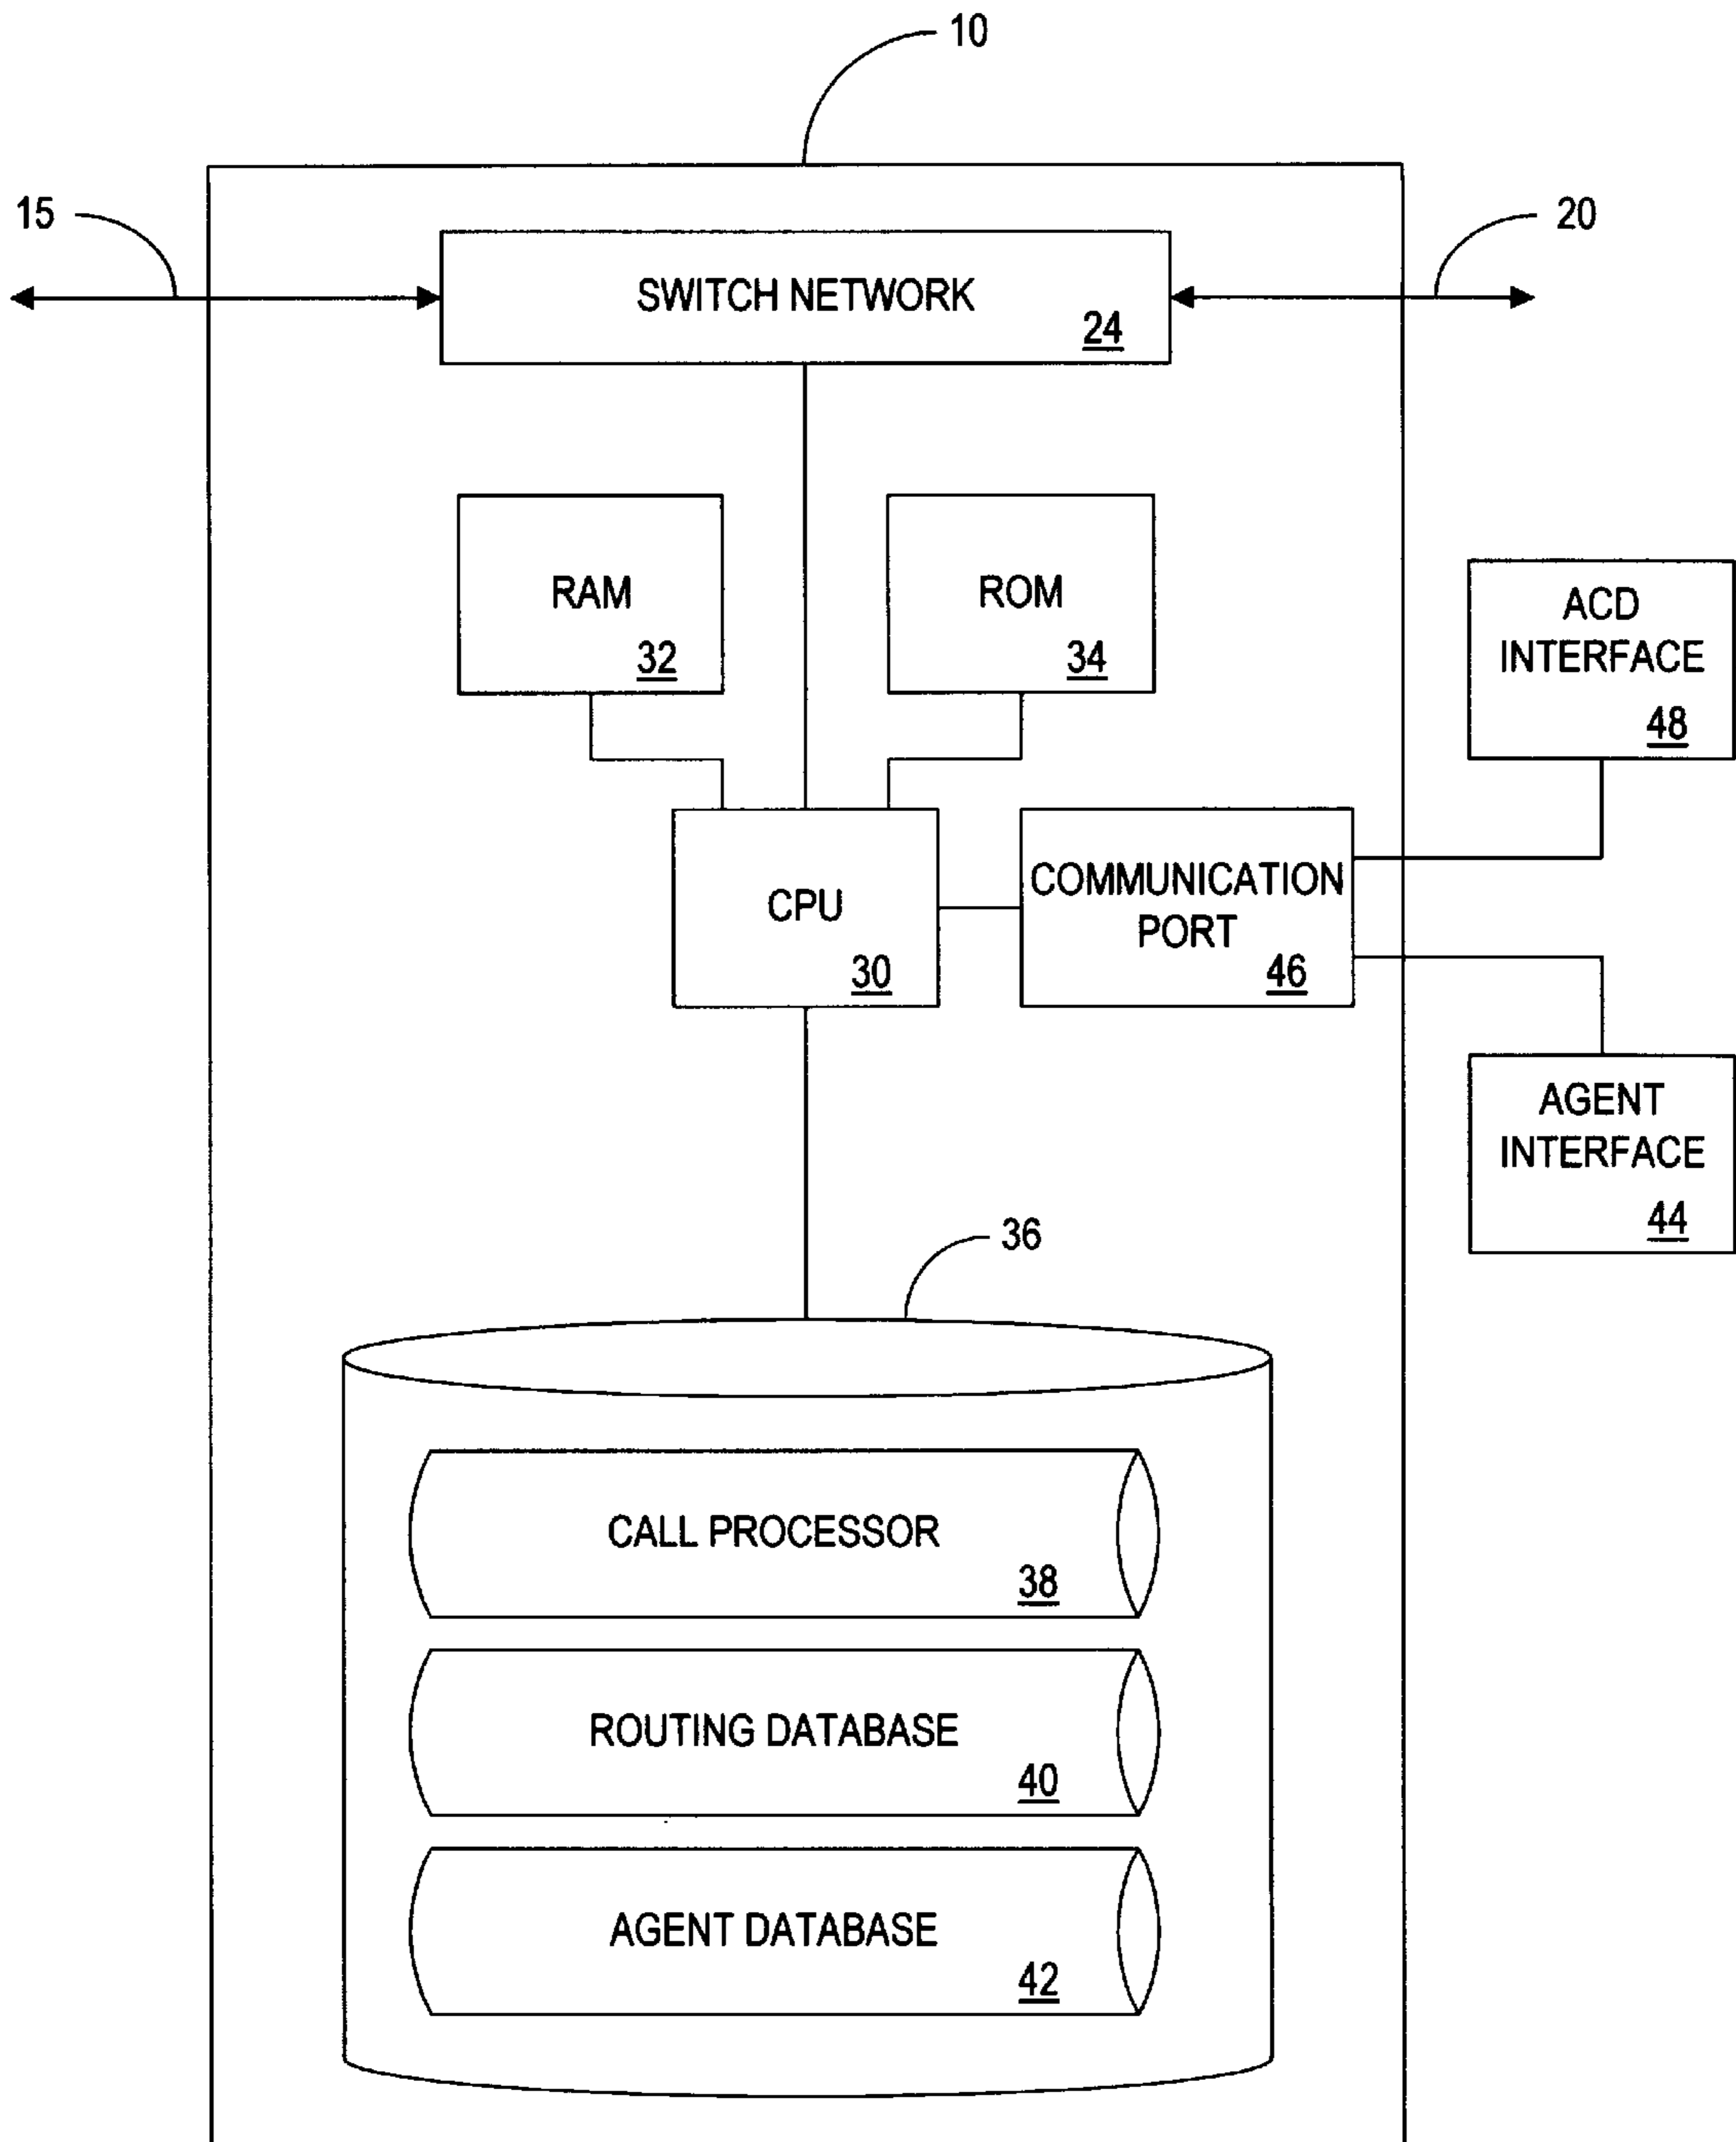 10
15
20
SWITCH NETWORK
24
RAM
32
ROM
34
ACD
INTERFACE
48
CPU
30
COMMUNICATION
PORT
46
AGENT
INTERFACE
44
36
CALL PROCESSOR
38
ROUTING DATABASE
40
AGENT DATABASE
42